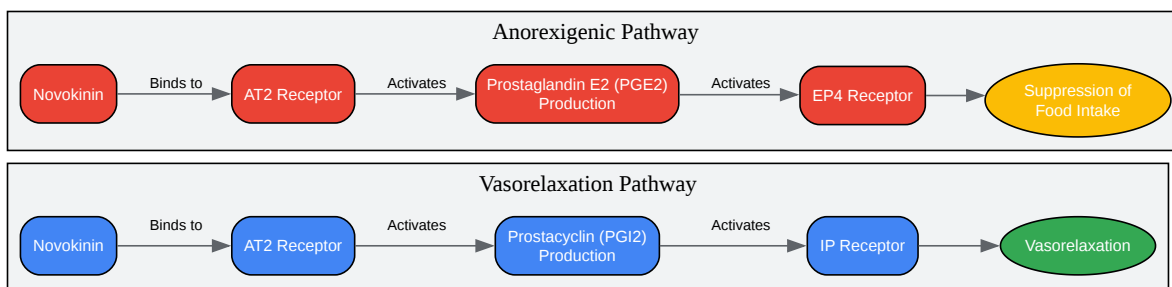 Anorexigenic Pathway
Novokinin
Binds to
AT2 Receptor
Activates
Prostaglandin E2 (PGE2)
Production
Activates
EP4 Receptor
Suppression of
Food Intake
Vasorelaxation Pathway
Novokinin
Binds to
AT2 Receptor
Activates
Prostacyclin (PGI2)
Production
Activates
IP Receptor
Vasorelaxation